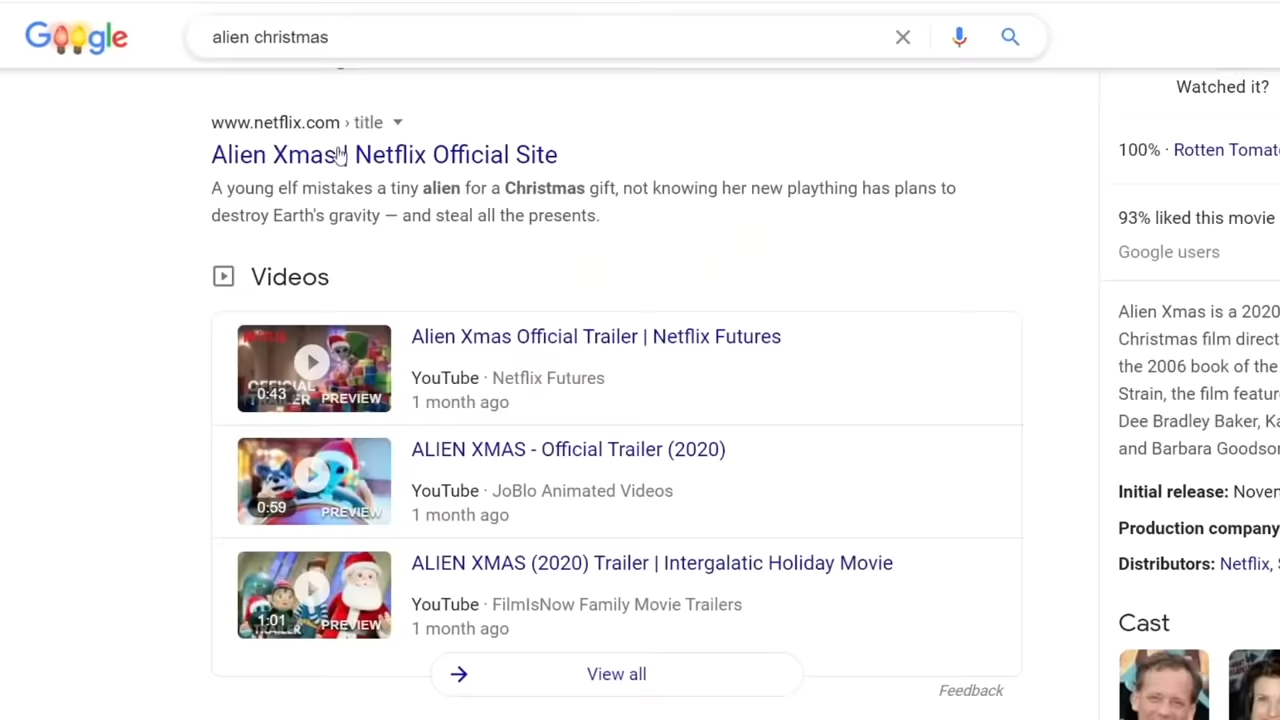 Google
alien christmas
www.netflix.com › title
Alien Xmas | Netflix Official Site
A young elf mistakes a tiny alien for a Christmas gift, not knowing her new plaything has plans to
destroy Earth's gravity — and steal all the presents.
Videos
Alien Xmas Official Trailer | Netflix Futures
YouTube · Netflix Futures
1 month ago
OFFICIAL
0:43
PREVIEW
ALIEN XMAS - Official Trailer (2020)
YouTube · JoBlo Animated Videos
1 month ago
0:59
PREVIEW
ALIEN XMAS (2020) Trailer | Intergalatic Holiday Movie
YouTube · FilmIsNow Family Movie Trailers
1 month ago
1:01
PREVIEW
TRAILER
View all
Feedback
Watched it?
100% · Rotten Tomat
93% liked this movie
Google users
Alien Xmas is a 2020
Christmas film direct
the 2006 book of the
Strain, the film featur
Dee Bradley Baker, Ka
and Barbara Goodson
Initial release: Novem
Production company
Distributors: Netflix,
Cast